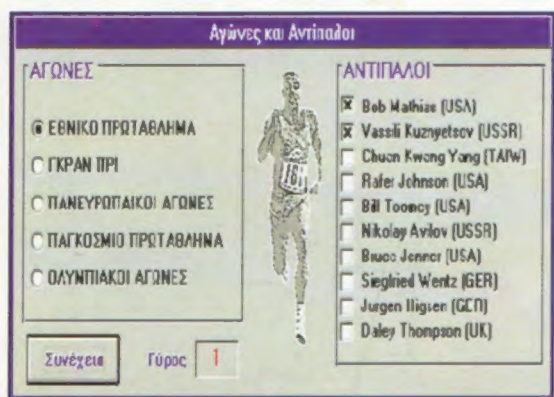 Αγώνες και Αντίπαλοι
ΑΓΩΝΕΣ
ΕΘΝΙΚΟ ΠΡΩΤΑΘΛΗΜΑ
ΓΚΡΑΝ ΠΡΙ
ΠΑΝΕΥΡΩΠΑΙΚΟΙ ΑΓΩΝΕΣ
ΠΑΓΚΟΣΜΙΟ ΠΡΩΤΑΘΛΗΜΑ
ΟΛΥΜΠΙΑΚΟΙ ΑΓΩΝΕΣ
Συνέχεια
Γύρος 1
ΑΝΤΙΠΑΛΟΙ
Bob Mathias (USA)
Vassili Kuznyetsov (USSR)
Chuan Kwong Yang (TAIW)
Rafer Johnson (USA)
Bill Toomey (USA)
Nikolay Avilov (USSR)
Bruce Jenner (USA)
Siegfried Wentz (GER)
Jurgen (GER)
Daley Thompson (UK)